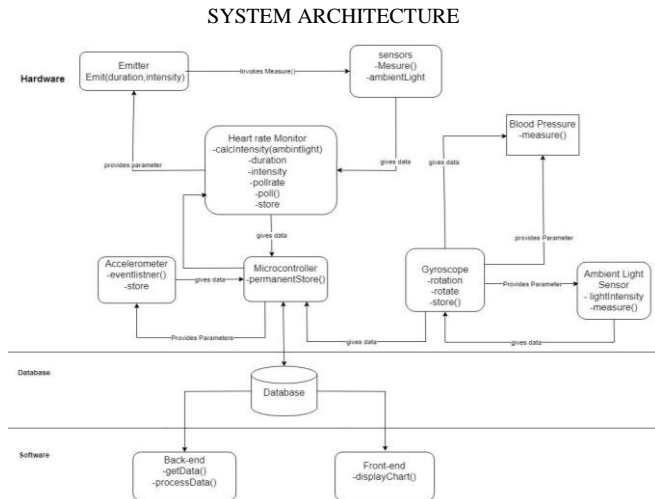 SYSTEM ARCHITECTURE
Hardware
Emitter
.Emit(duration,intensity)
Invokes Measure()
sensors
-Mesure()
-ambientLight
provides parameter
Heart rate Monitor
-calcIntensity(ambintlight)
-duration
-intensity
-pollrate
-poll()
-store
gives data
Blood Pressure
-measure()
gives data
provides Parameter
gives data
Accelerometer
-eventlistner()
-store
gives data
Microcontroller
-permanentStore()
Gyroscope
-rotation
-rotate
-store()
Provides Parameter
Ambient Light
Sensor
- lightIntensity
-measure()
Provides Parameters
gives data
gives data
Database
Database
Software
Back-end
-getData()
-processData()
Front-end
-displayChart()